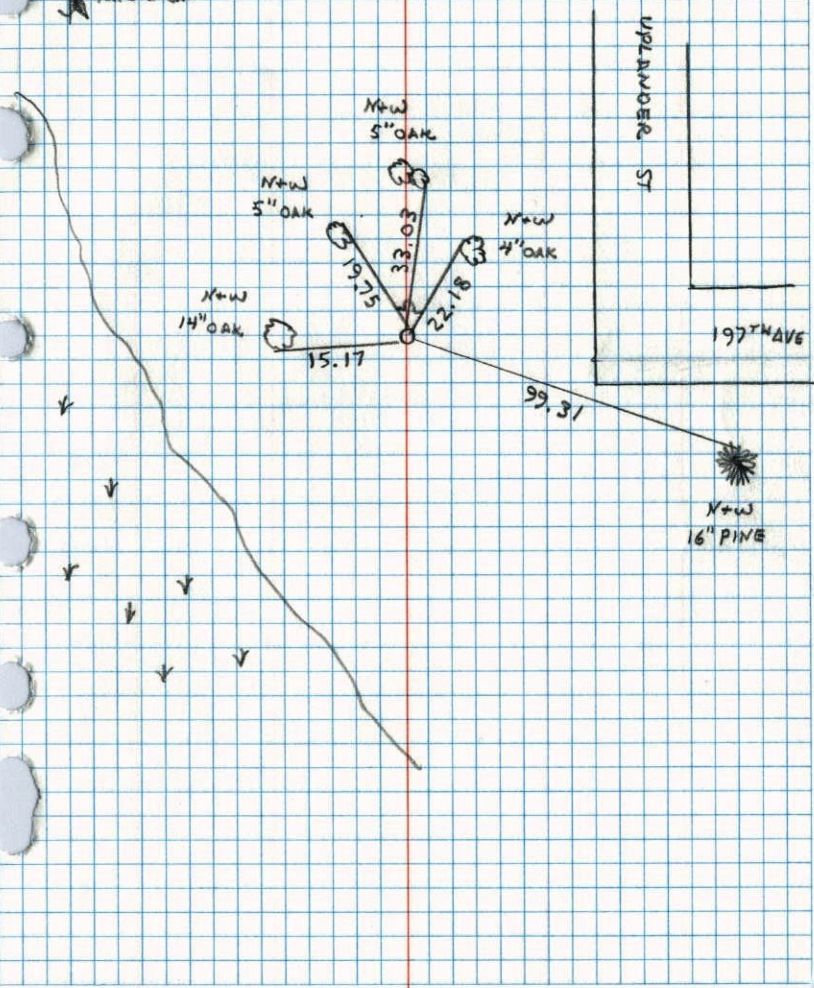 UPLANDER ST
N+W
5" OAK
N+W
5" OAK
33.03
N+W
4" OAK
19.75
22.18
N+W
14" OAK
15.17
197TH AVE
99.31
N+W
16" PINE